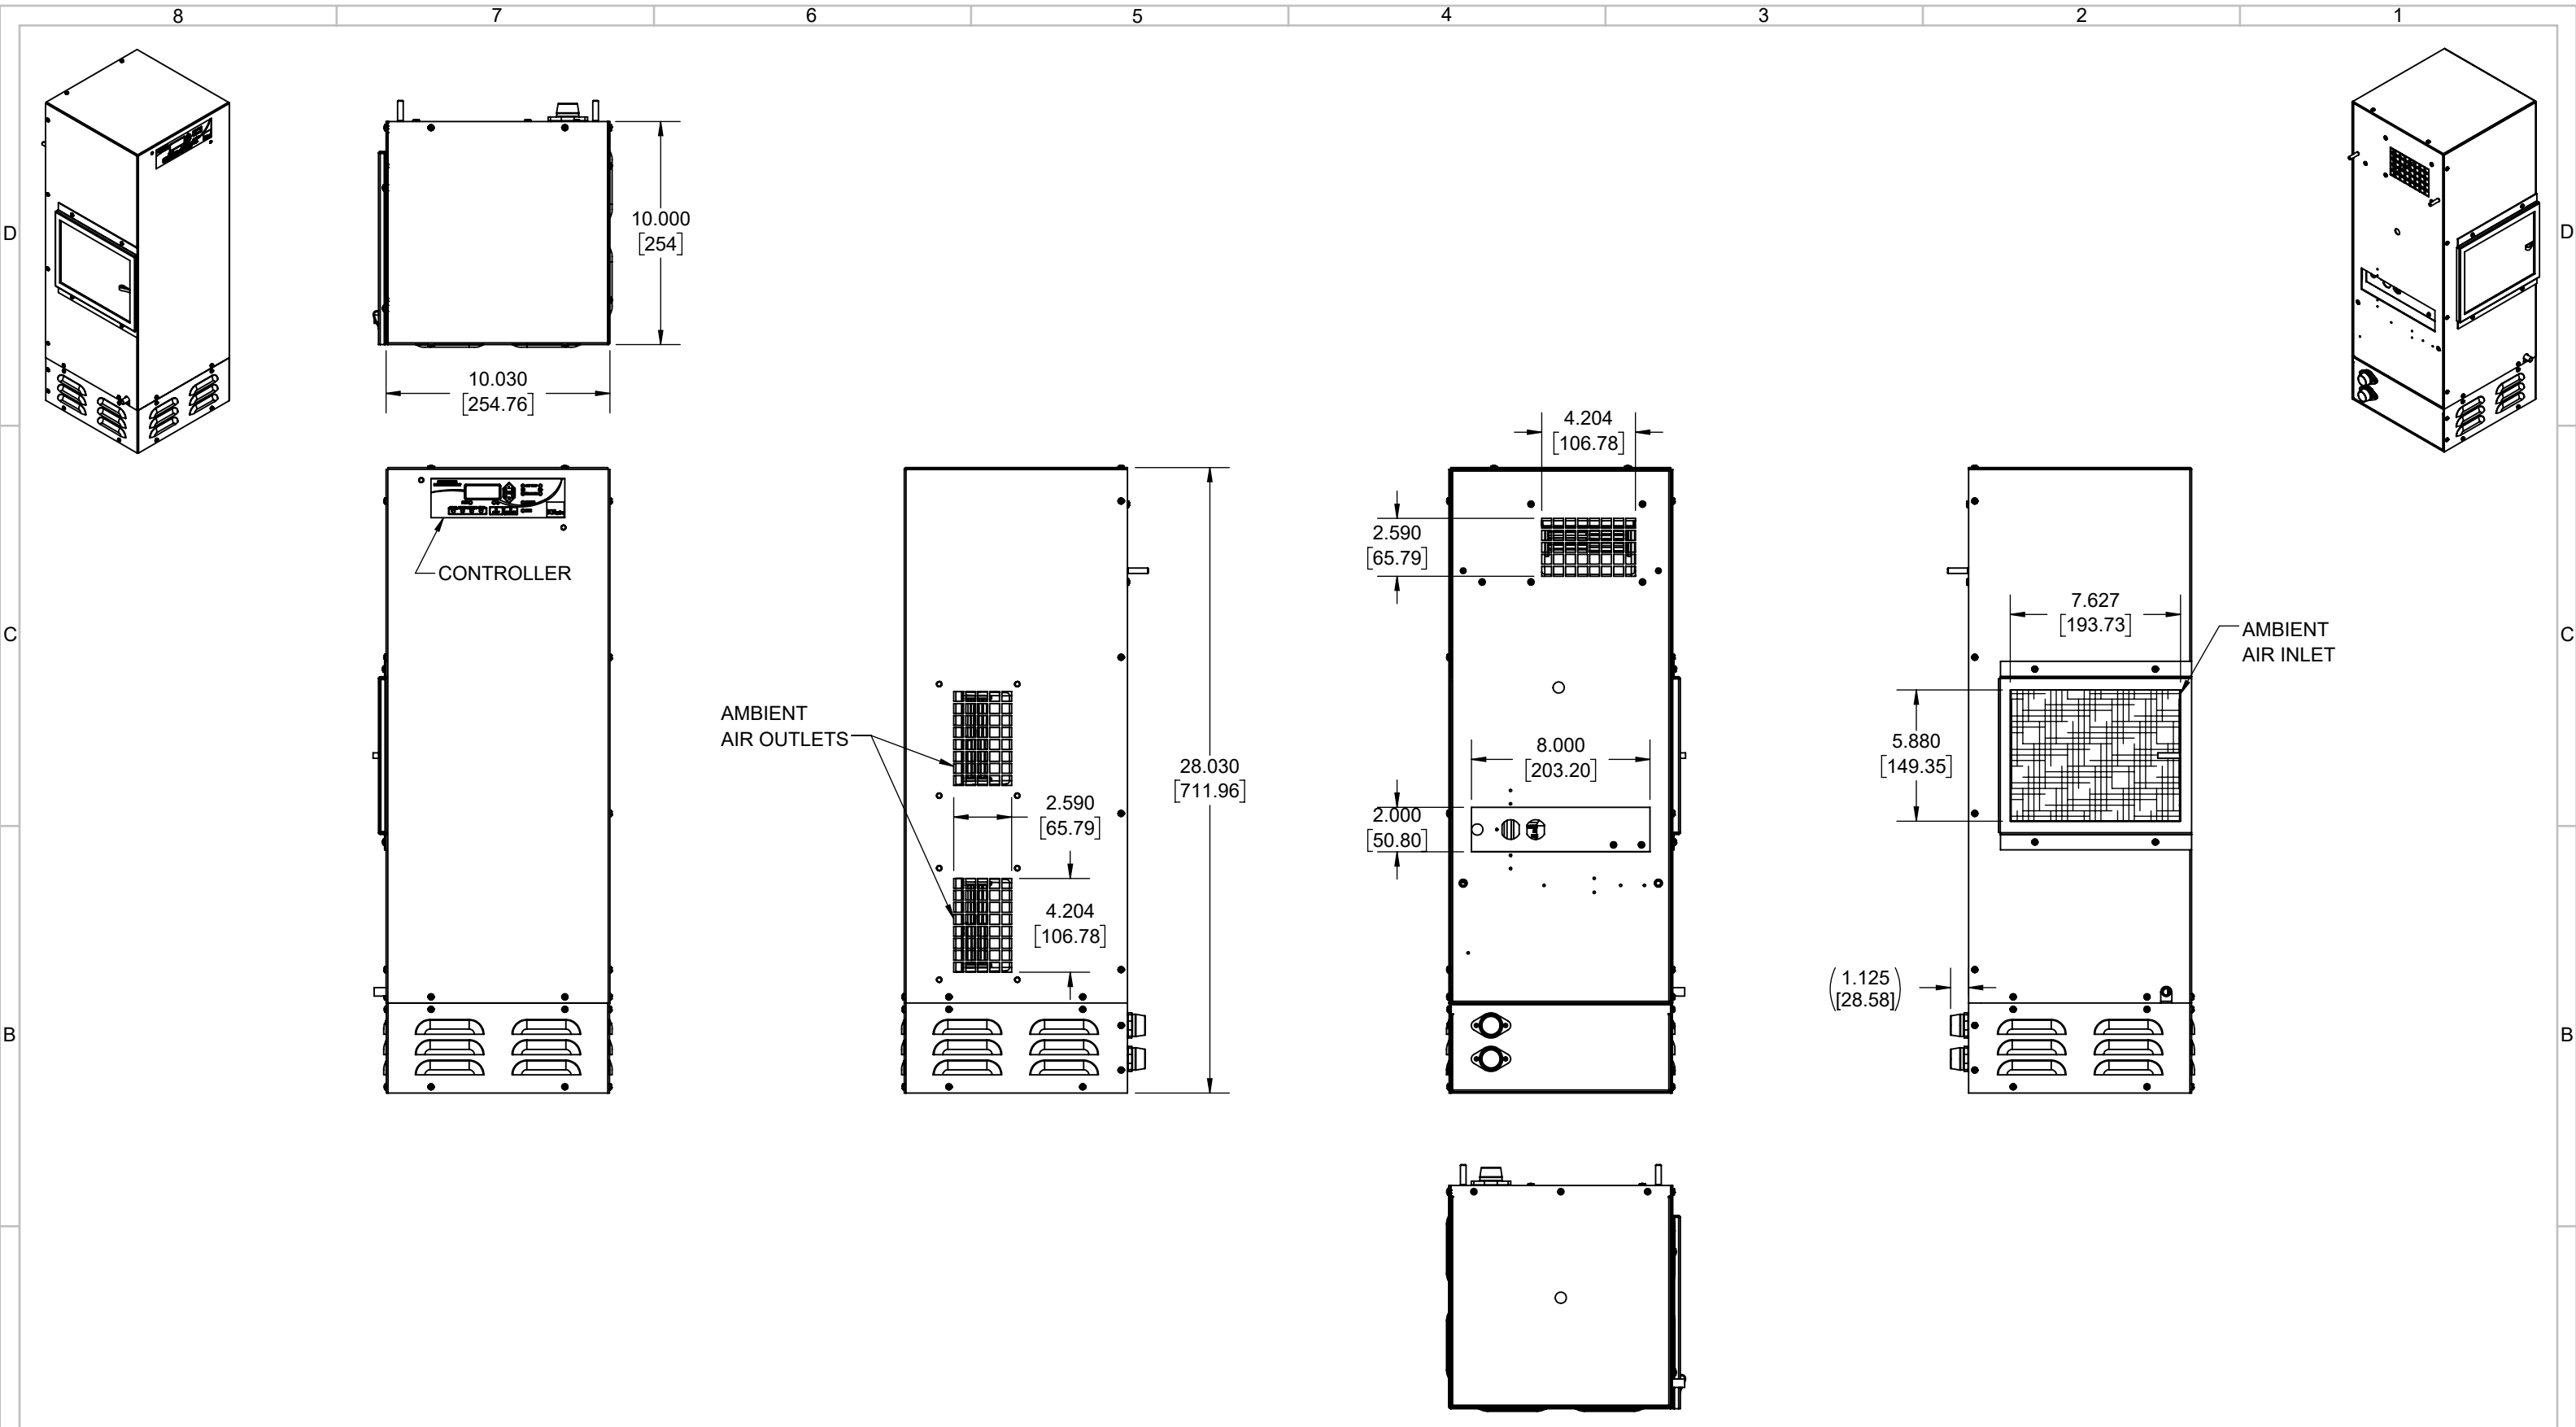 8 7 6 5 4 3 2 1
D
D
10.000
[254]
10.030
[254.76]
4.204
[106.78]
2.590
[65.79]
CONTROLLER
C
C
7.627
[193.73]
AMBIENT
AIR INLET
AMBIENT
AIR OUTLETS
28.030
[711.96]
8.000
[203.20]
5.880
[149.35]
2.590
[65.79]
2.000
[50.80]
4.204
[106.78]
(1.125
[28.58])
B
B